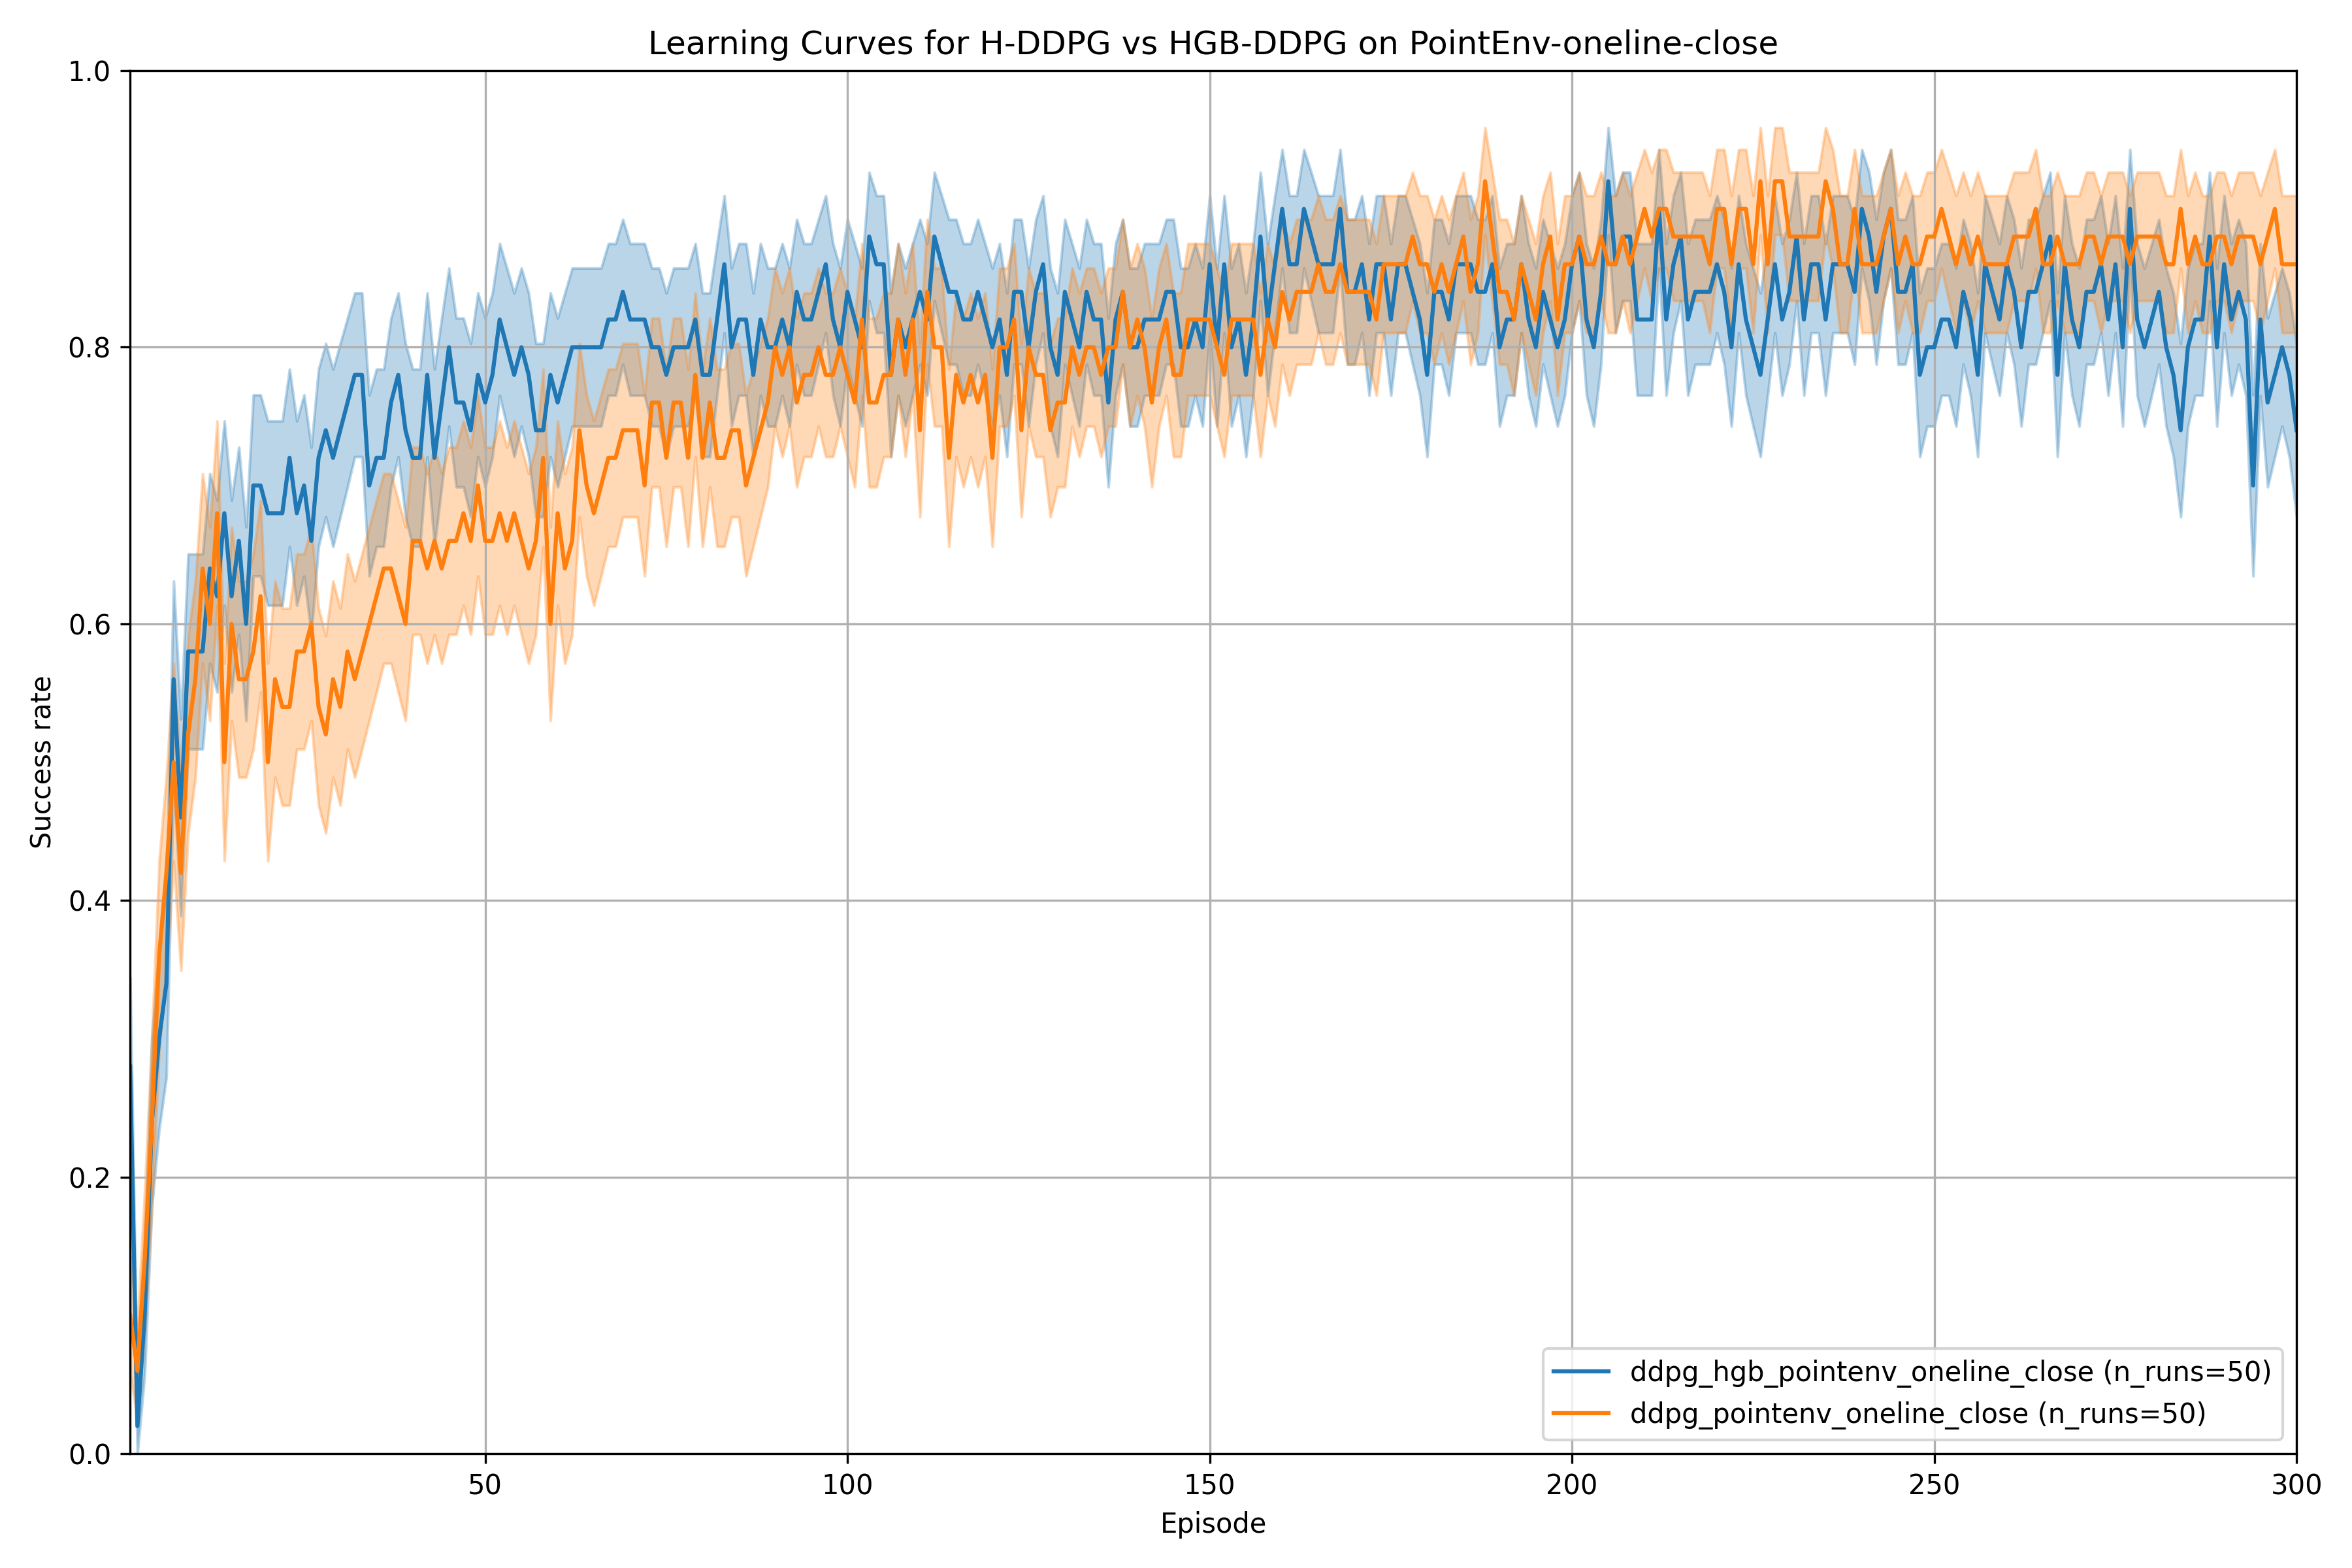 Learning Curves for H-DDPG vs HGB-DDPG on PointEnv-oneline-close
1.0
0.8
0.6
0.4
0.2
0.0
Success rate
50
100
150
200
250
300
Episode
ddpg_hgb_pointenv_oneline_close (n_runs=50)
ddpg_pointenv_oneline_close (n_runs=50)